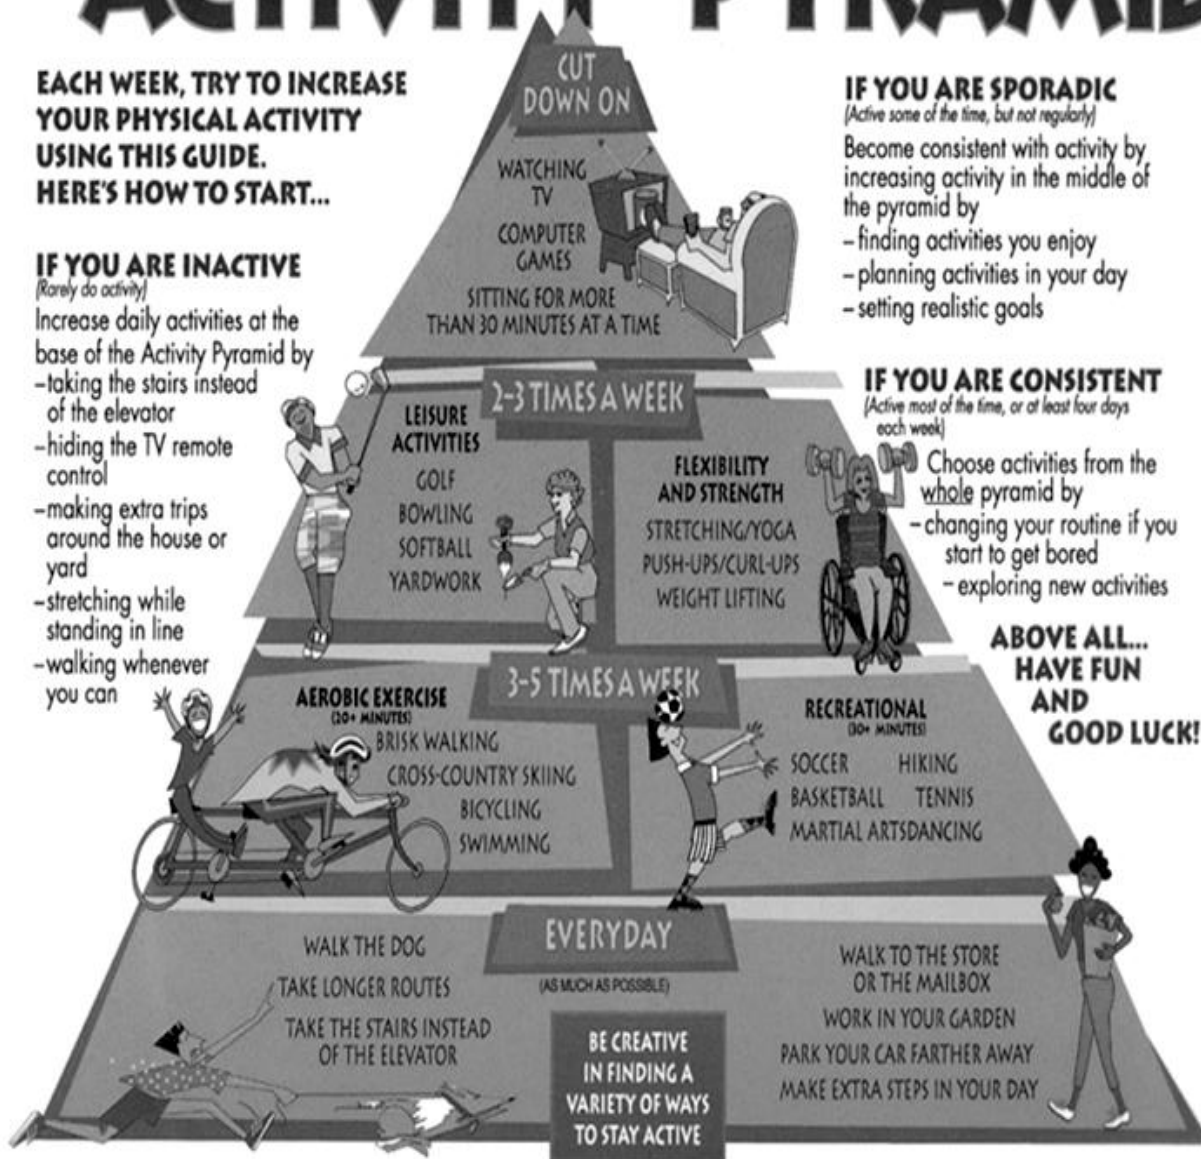 ACTIVITY PYRAMID
EACH WEEK, TRY TO INCREASE
YOUR PHYSICAL ACTIVITY
USING THIS GUIDE.
HERE'S HOW TO START...
IF YOU ARE INACTIVE
(Rarely do activity)
Increase daily activities at the
base of the Activity Pyramid by
–taking the stairs instead
of the elevator
–hiding the TV remote
control
–making extra trips
around the house or
yard
–stretching while
standing in line
–walking whenever
you can
CUT
DOWN ON
WATCHING
TV
COMPUTER
GAMES
SITTING FOR MORE
THAN 30 MINUTES AT A TIME
IF YOU ARE SPORADIC
(Active some of the time, but not regularly)
Become consistent with activity by
increasing activity in the middle of
the pyramid by
–finding activities you enjoy
–planning activities in your day
–setting realistic goals
IF YOU ARE CONSISTENT
(Active most of the time, or at least four days
each week)
Choose activities from the
whole pyramid by
–changing your routine if you
start to get bored
–exploring new activities
ABOVE ALL...
HAVE FUN
AND
GOOD LUCK!
2-3 TIMES A WEEK
LEISURE
ACTIVITIES
GOLF
BOWLING
SOFTBALL
YARDWORK
FLEXIBILITY
AND STRENGTH
STRETCHING/YOGA
PUSH-UPS/CURL-UPS
WEIGHT LIFTING
3-5 TIMES A WEEK
AEROBIC EXERCISE
(20+ MINUTES)
BRISK WALKING
CROSS-COUNTRY SKIING
BICYCLING
SWIMMING
RECREATIONAL
(30+ MINUTES)
SOCCER HIKING
BASKETBALL TENNIS
MARTIAL ARTSDANCING
EVERYDAY
(AS MUCH AS POSSIBLE)
WALK THE DOG
TAKE LONGER ROUTES
TAKE THE STAIRS INSTEAD
OF THE ELEVATOR
WALK TO THE STORE
OR THE MAILBOX
WORK IN YOUR GARDEN
PARK YOUR CAR FARTHER AWAY
MAKE EXTRA STEPS IN YOUR DAY
BE CREATIVE
IN FINDING A
VARIETY OF WAYS
TO STAY ACTIVE